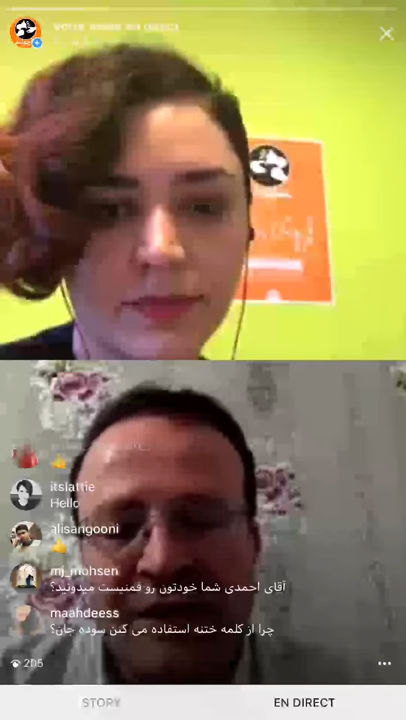 itslattie
Hello
alisangooni
mj_mohsen
آقای احمدی شما خودتون رو فمنیست میدونید؟
maahdeess
چرا از کلمه ختنه استفاده می کنن سوده جان؟
205
STORY
EN DIRECT